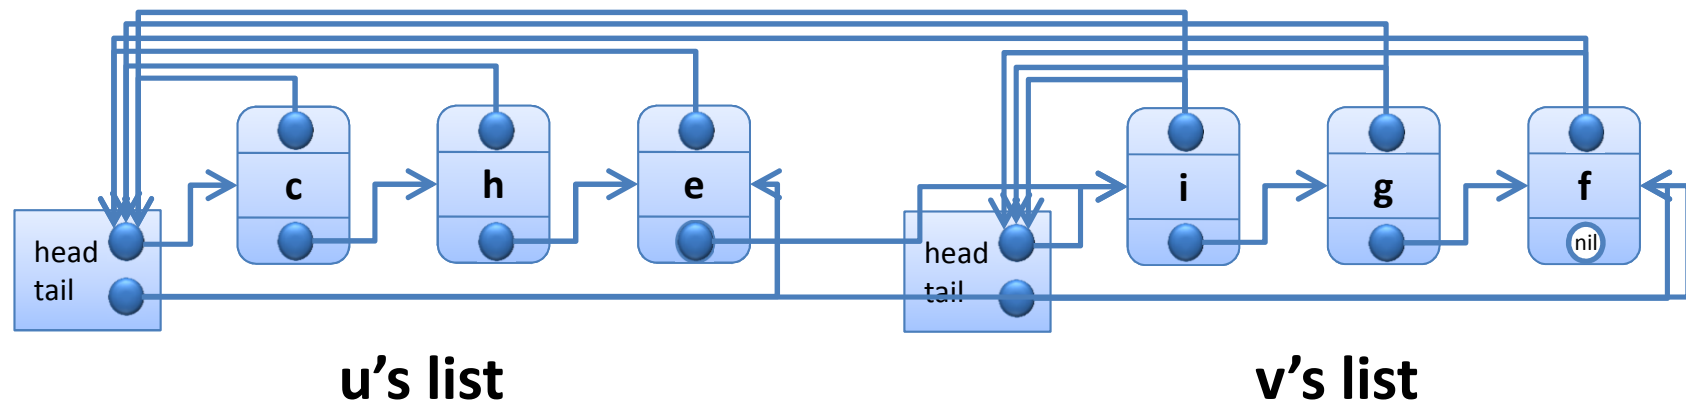 c h e i g f
nil
head head
tail tail
u's list v's list